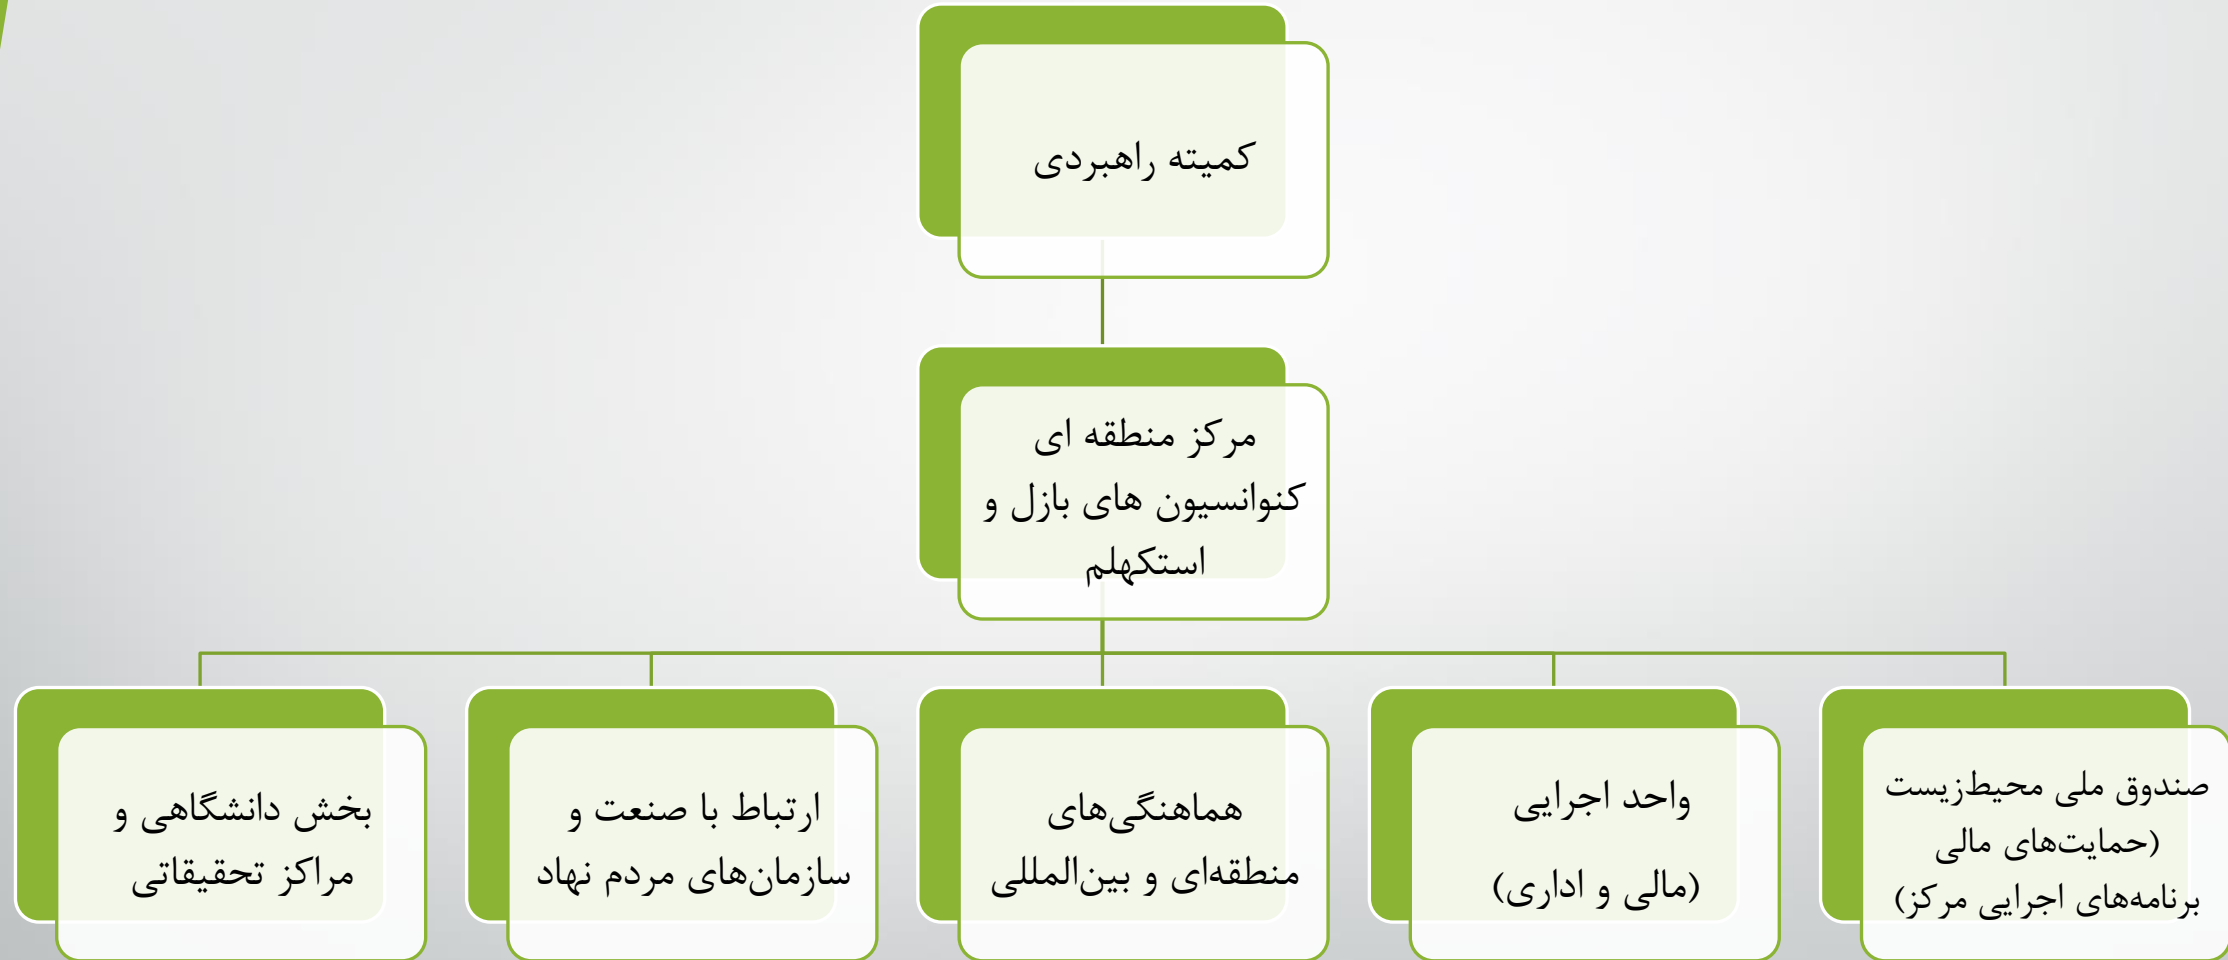 کمیته راهبردی
مرکز منطقه ای
کنوانسیون های بازل و
استکهلم
صندوق ملی محیط‌زیست
(حمایت‌های مالی
برنامه‌های اجرایی مرکز)
واحد اجرایی
(مالی و اداری)
هماهنگی‌های
منطقه‌ای و بین‌المللی
ارتباط با صنعت و
سازمان‌های مردم نهاد
بخش دانشگاهی و
مراکز تحقیقاتی